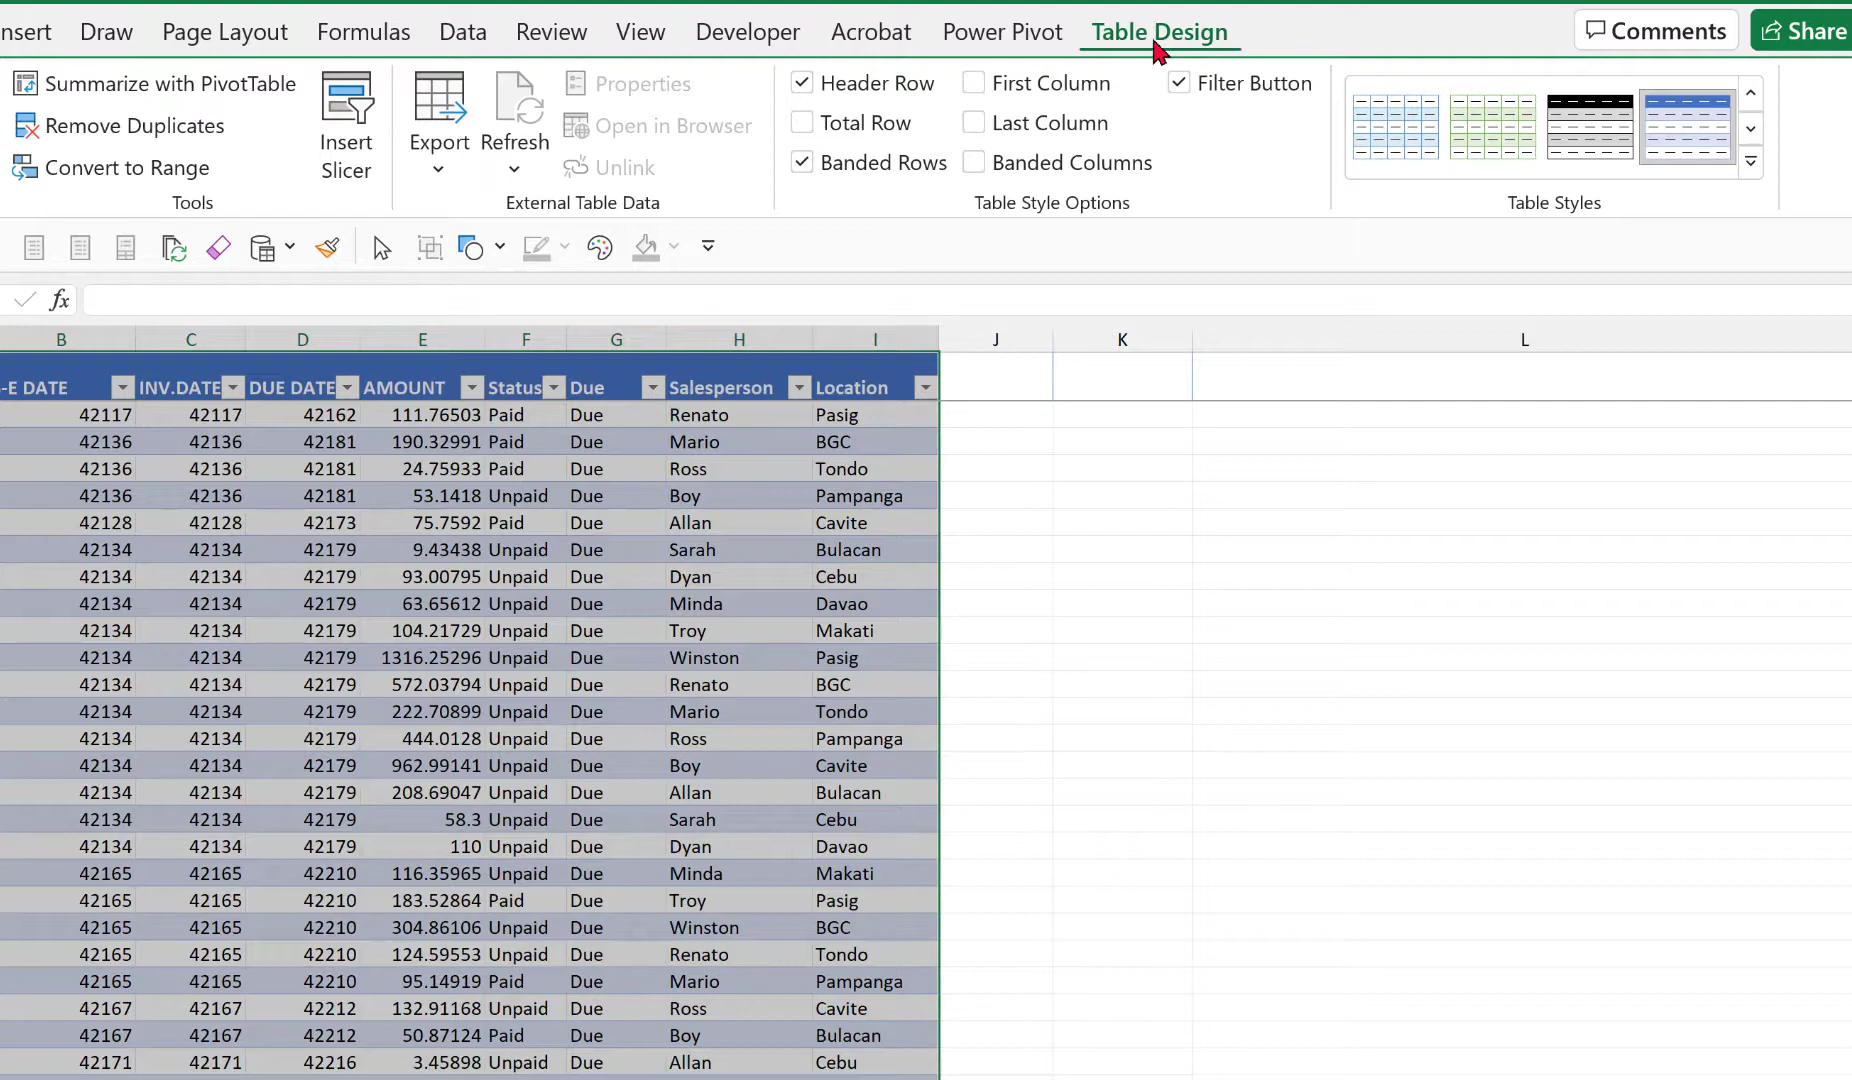 nsert Draw Page Layout Formulas Data Review View Developer Acrobat Power Pivot Table Design Comments Share
Summarize with PivotTable
Remove Duplicates
Convert to Range
Tools
Insert
Slicer
Export
Refresh
Properties
Open in Browser
Unlink
External Table Data
Header Row
Total Row
Banded Rows
First Column
Last Column
Banded Columns
Filter Button
Table Style Options
Table Styles
fx
B C D E F G H I J K L
-E DATE INV.DATE DUE DATE AMOUNT Status Due Salesperson Location
42117 42117 42162 111.76503 Paid Due Renato Pasig
42136 42136 42181 190.32991 Paid Due Mario BGC
42136 42136 42181 24.75933 Paid Due Ross Tondo
42136 42136 42181 53.1418 Unpaid Due Boy Pampanga
42128 42128 42173 75.7592 Paid Due Allan Cavite
42134 42134 42179 9.43438 Unpaid Due Sarah Bulacan
42134 42134 42179 93.00795 Unpaid Due Dyan Cebu
42134 42134 42179 63.65612 Unpaid Due Minda Davao
42134 42134 42179 104.21729 Unpaid Due Troy Makati
42134 42134 42179 1316.25296 Unpaid Due Winston Pasig
42134 42134 42179 572.03794 Unpaid Due Renato BGC
42134 42134 42179 222.70899 Unpaid Due Mario Tondo
42134 42134 42179 444.0128 Unpaid Due Ross Pampanga
42134 42134 42179 962.99141 Unpaid Due Boy Cavite
42134 42134 42179 208.69047 Unpaid Due Allan Bulacan
42134 42134 42179 58.3 Unpaid Due Sarah Cebu
42134 42134 42179 110 Unpaid Due Dyan Davao
42165 42165 42210 116.35965 Unpaid Due Minda Makati
42165 42165 42210 183.52864 Paid Due Troy Pasig
42165 42165 42210 304.86106 Unpaid Due Winston BGC
42165 42165 42210 124.59553 Unpaid Due Renato Tondo
42165 42165 42210 95.14919 Paid Due Mario Pampanga
42167 42167 42212 132.91168 Unpaid Due Ross Cavite
42167 42167 42212 50.87124 Paid Due Boy Bulacan
42171 42171 42216 3.45898 Unpaid Due Allan Cebu